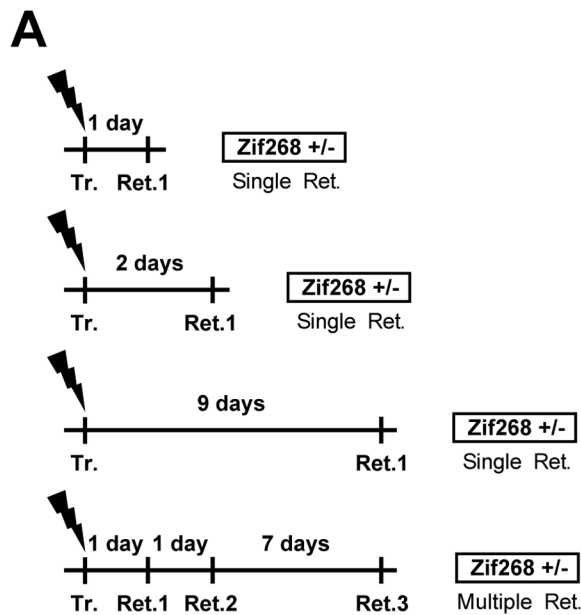 A
1 day
Zif268 +/-
Tr. Ret.1 Single Ret.
2 days
Zif268 +/-
Tr. Ret.1 Single Ret.
9 days
Zif268 +/-
Tr. Ret.1 Single Ret.
1 day 1 day 7 days
Zif268 +/-
Tr. Ret.1 Ret.2 Ret.3 Multiple Ret.